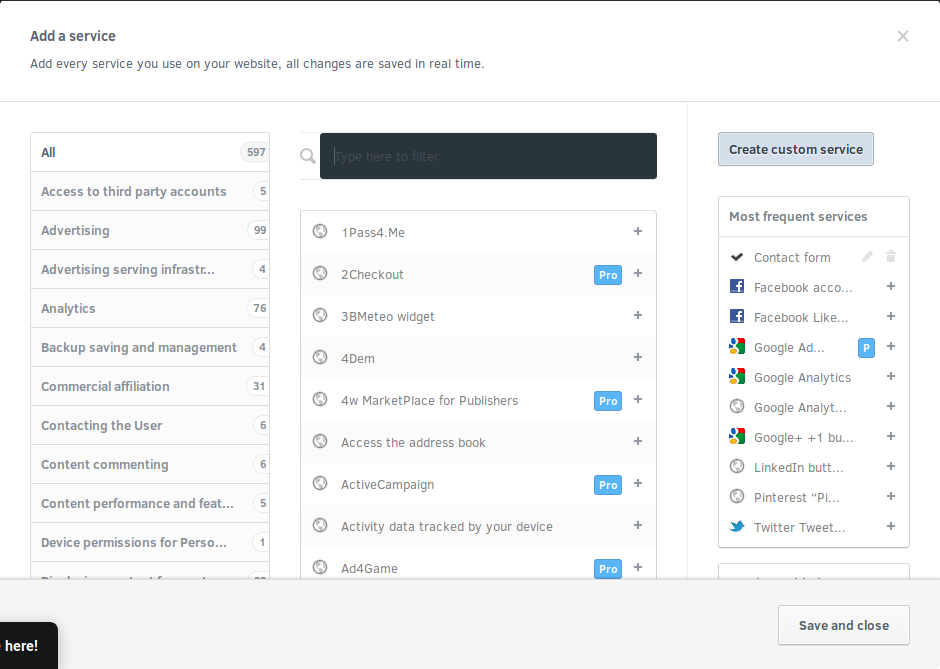 Add a service
Add every service you use on your website, all changes are saved in real time.
All 597
Access to third party accounts 5
Advertising 99
Advertising serving infrastr... 4
Analytics 76
Backup saving and management 4
Commercial affiliation 31
Contacting the User 6
Content commenting 6
Content performance and feat... 5
Device permissions for Perso... 1
Type here to filter
1Pass4.Me
2Checkout Pro
3BMeteo widget
4Dem
4w MarketPlace for Publishers Pro
Access the address book
ActiveCampaign Pro
Activity data tracked by your device
Ad4Game Pro
Create custom service
Most frequent services
Contact form
Facebook acco...
Facebook Like...
Google Ad... P
Google Analytics
Google Analyt...
Google+ +1 bu...
LinkedIn butt...
Pinterest “Pi...
Twitter Tweet...
Save and close
here!